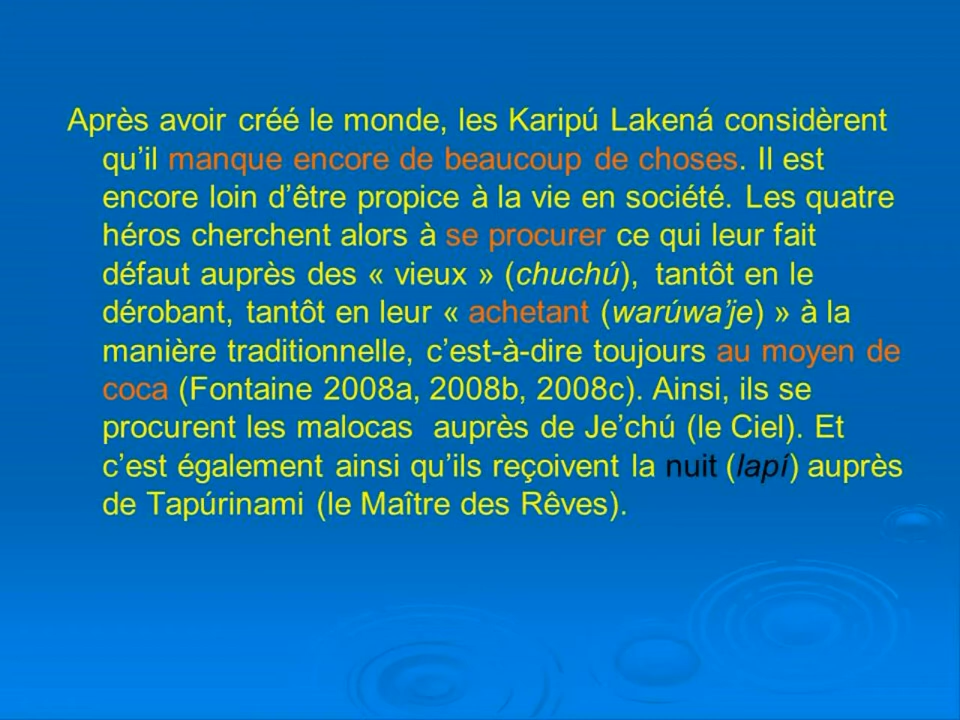 Après avoir créé le monde, les Karipú Lakená considèrent
qu’il manque encore de beaucoup de choses. Il est
encore loin d’être propice à la vie en société. Les quatre
héros cherchent alors à se procurer ce qui leur fait
défaut auprès des « vieux » (chuchú), tantôt en le
dérobant, tantôt en leur « achetant (warúwa’je) » à la
manière traditionnelle, c’est-à-dire toujours au moyen de
coca (Fontaine 2008a, 2008b, 2008c). Ainsi, ils se
procurent les malocas auprès de Je’chú (le Ciel). Et
c’est également ainsi qu’ils reçoivent la nuit (lapí) auprès
de Tapúrinami (le Maître des Rêves).